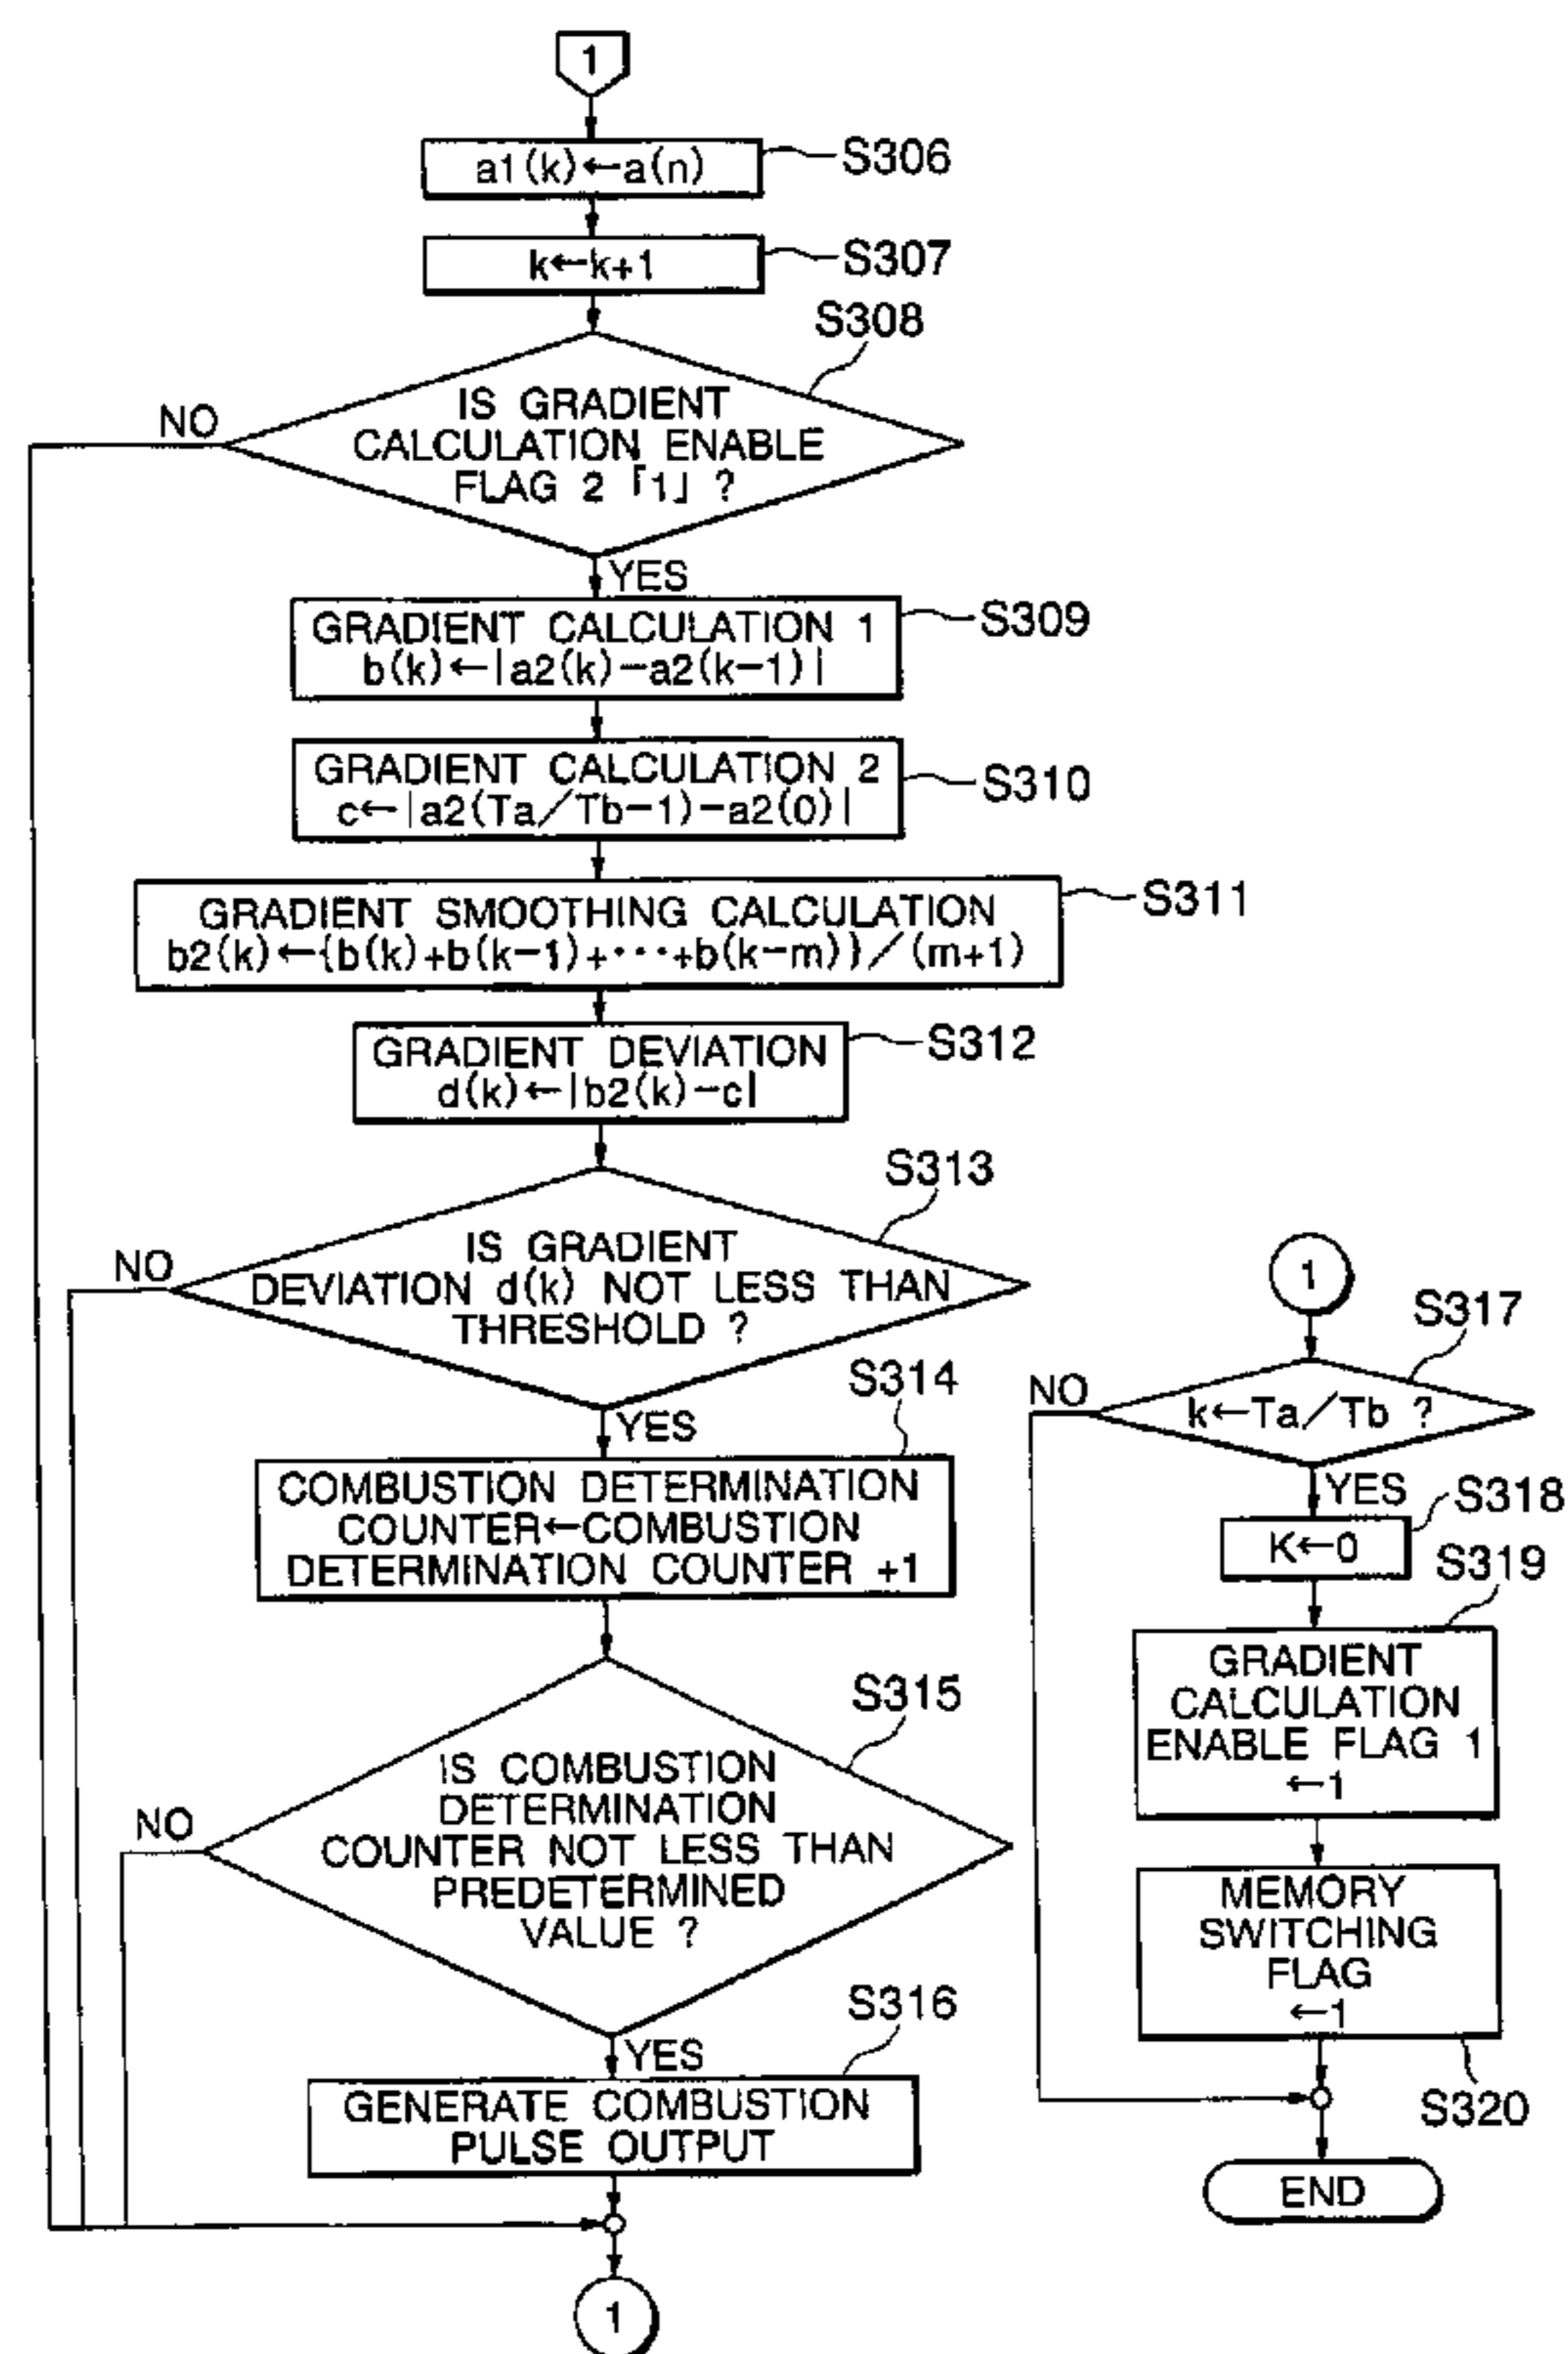 1
a1(k)←a(n)
S306
k←k+1
S307
S308
IS GRADIENT
CALCULATION ENABLE
FLAG 2 「1」 ?
NO
YES
GRADIENT CALCULATION 1
b(k)←|a2(k)-a2(k-1)|
S309
GRADIENT CALCULATION 2
c←|a2(Ta/Tb-1)-a2(0)|
S310
GRADIENT SMOOTHING CALCULATION
b2(k)←{b(k)+b(k-1)+···+b(k-m)}/(m+1)
S311
GRADIENT DEVIATION
d(k)←|b2(k)-c|
S312
S313
IS GRADIENT
DEVIATION d(k) NOT LESS THAN
THRESHOLD ?
NO
YES
S314
COMBUSTION DETERMINATION
COUNTER←COMBUSTION
DETERMINATION COUNTER +1
S315
IS COMBUSTION
DETERMINATION
COUNTER NOT LESS THAN
PREDETERMINED
VALUE ?
NO
YES
S316
GENERATE COMBUSTION
PULSE OUTPUT
1
1
S317
k←Ta/Tb ?
NO
YES
S318
K←0
S319
GRADIENT
CALCULATION
ENABLE FLAG 1
←1
MEMORY
SWITCHING
FLAG
←1
S320
END